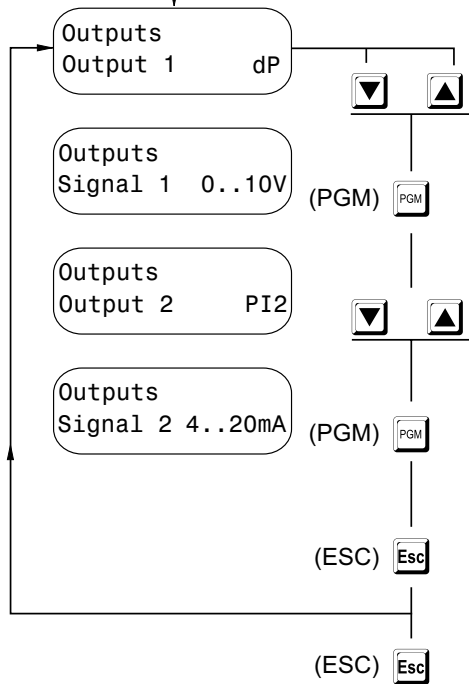 Outputs
Output 1 dP
Outputs
Signal 1 0..10V
(PGM) PGM
Outputs
Output 2 PI2
Outputs
Signal 2 4..20mA
(PGM) PGM
(ESC) Esc
(ESC) Esc